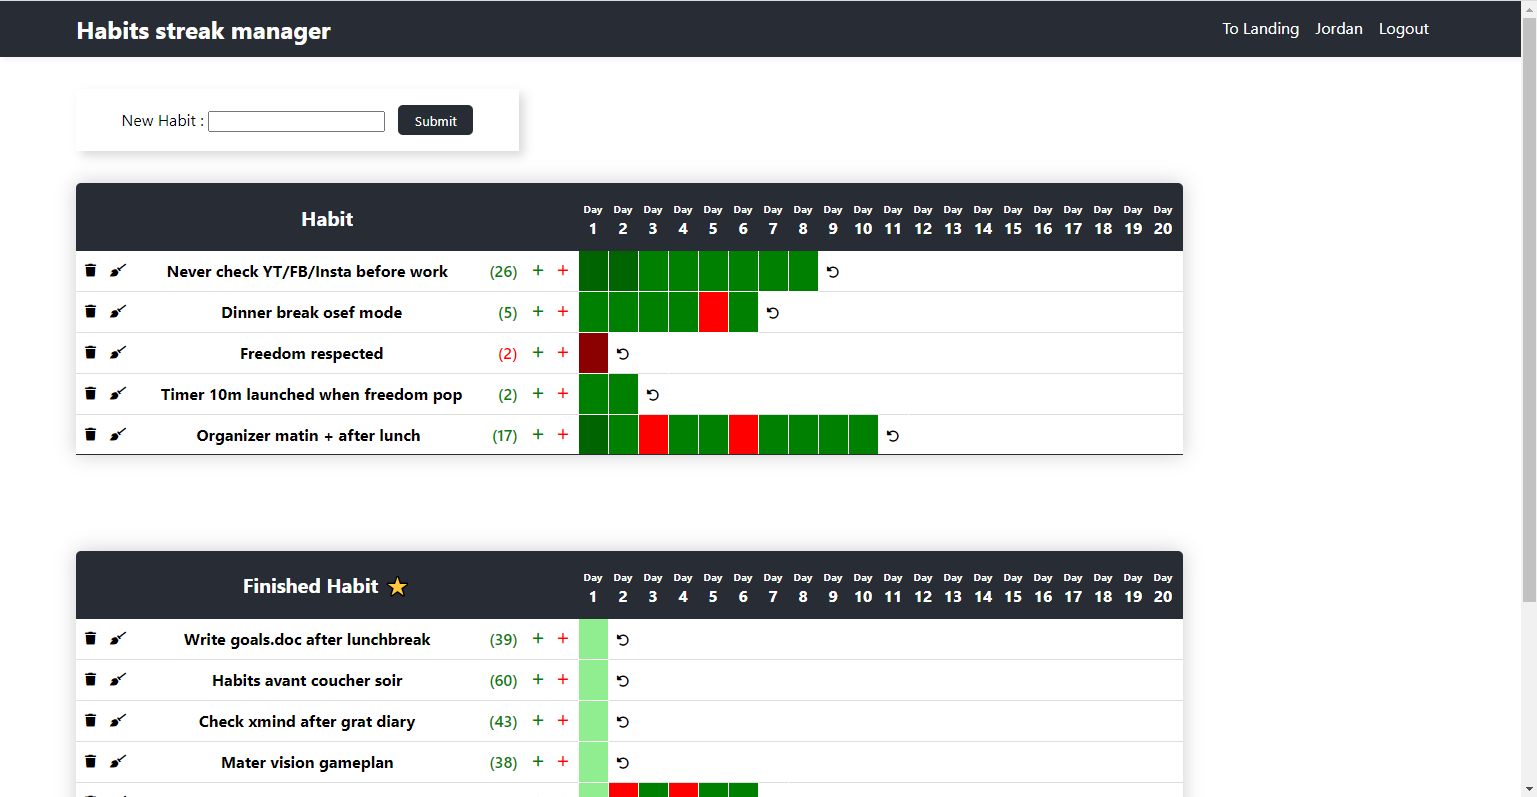 Habits streak manager
To Landing Jordan Logout
New Habit : Submit
Habit Day 1 Day 2 Day 3 Day 4 Day 5 Day 6 Day 7 Day 8 Day 9 Day 10 Day 11 Day 12 Day 13 Day 14 Day 15 Day 16 Day 17 Day 18 Day 19 Day 20
Never check YT/FB/Insta before work (26) + +
Dinner break osef mode (5) + +
Freedom respected (2) + +
Timer 10m launched when freedom pop (2) + +
Organizer matin + after lunch (17) + +
Finished Habit Day 1 Day 2 Day 3 Day 4 Day 5 Day 6 Day 7 Day 8 Day 9 Day 10 Day 11 Day 12 Day 13 Day 14 Day 15 Day 16 Day 17 Day 18 Day 19 Day 20
Write goals.doc after lunchbreak (39) + +
Habits avant coucher soir (60) + +
Check xmind after grat diary (43) + +
Mater vision gameplan (38) + +